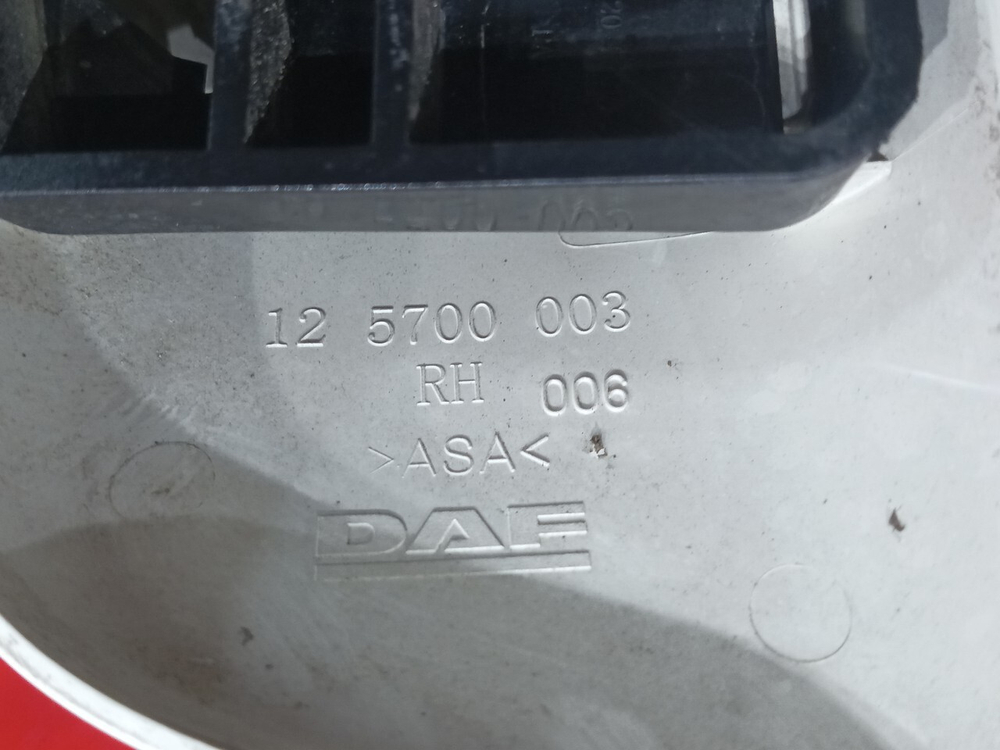 12 5700 003
RH 006
>ASA<
DAF